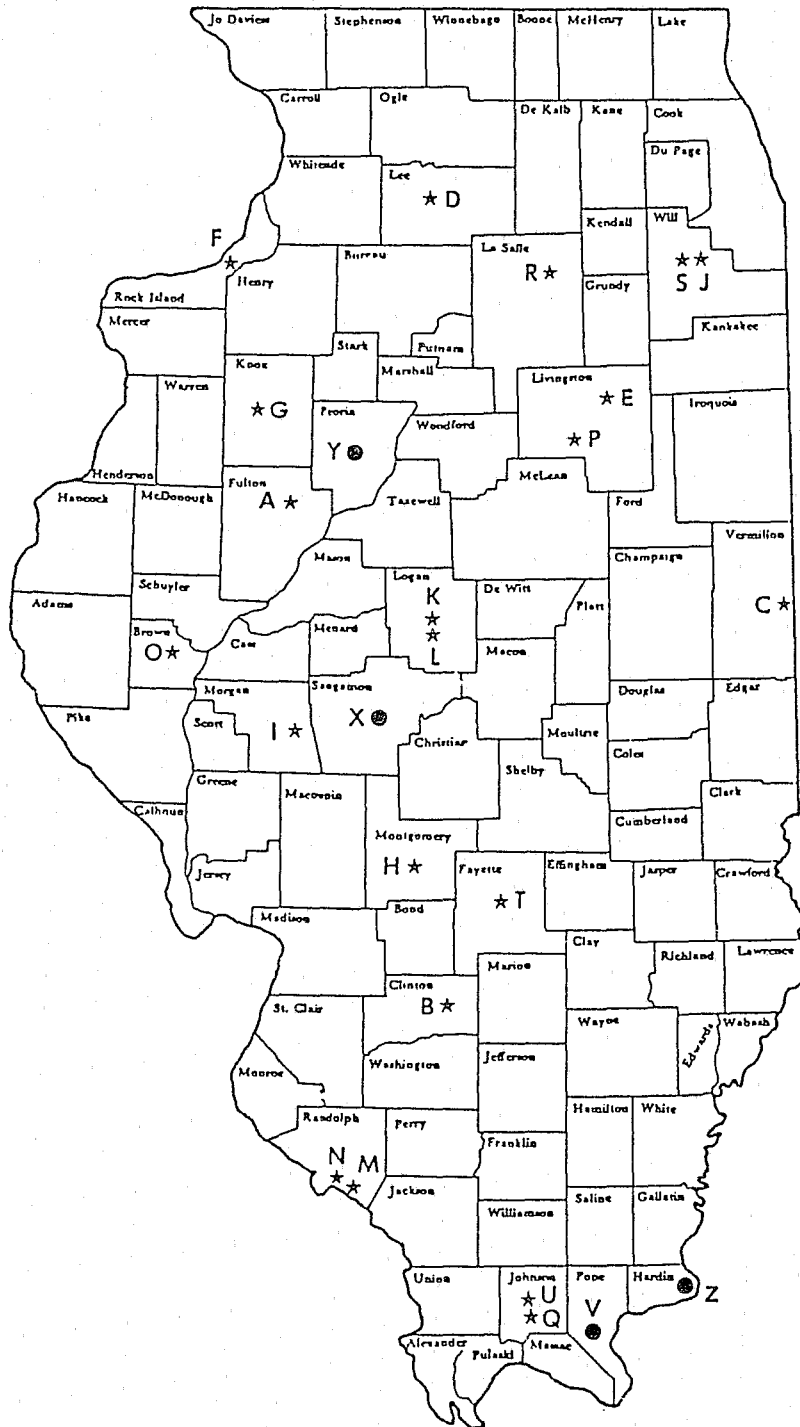 Jo Daviess Stephenson Winnebago Boone McHenry Lake
Carroll Ogle De Kalb Kane Cook
Du Page
Whiteside Lee
D
Kendall Will
F
Bureau La Salle
R S J
Henry Grundy
Rock Island
Mercer Kankakee
Stark Putnam
Knox Marshall Livingston
Warren E Iroquois
G Peoria Woodford P
Y
Henderson Fulton McLean
Hancock McDonough A Tazewell Ford
Vermilion
Mason Champaign
Logan
Schuyler K De Witt Piatt
Adams C
Brown Cass Menard
O L Macon
Morgan Sangamon Douglas Edgar
Pike Scott X
I Christian Moultrie
Coles
Shelby
Greene Macoupin Clark
Calhoun Cumberland
Montgomery
H Fayette Effingham Jasper Crawford
Jersey T
Madison Bond
Clay
Marion Richland Lawrence
Clinton
St. Clair B
Wayne Edwards Wabash
Washington Jefferson
Monroe
Randolph Perry Hamilton White
Franklin
N M
Jackson Saline Gallatin
Williamson
Union Johnson Pope Hardin
U V Z
Q
Alexander Pulaski Massac